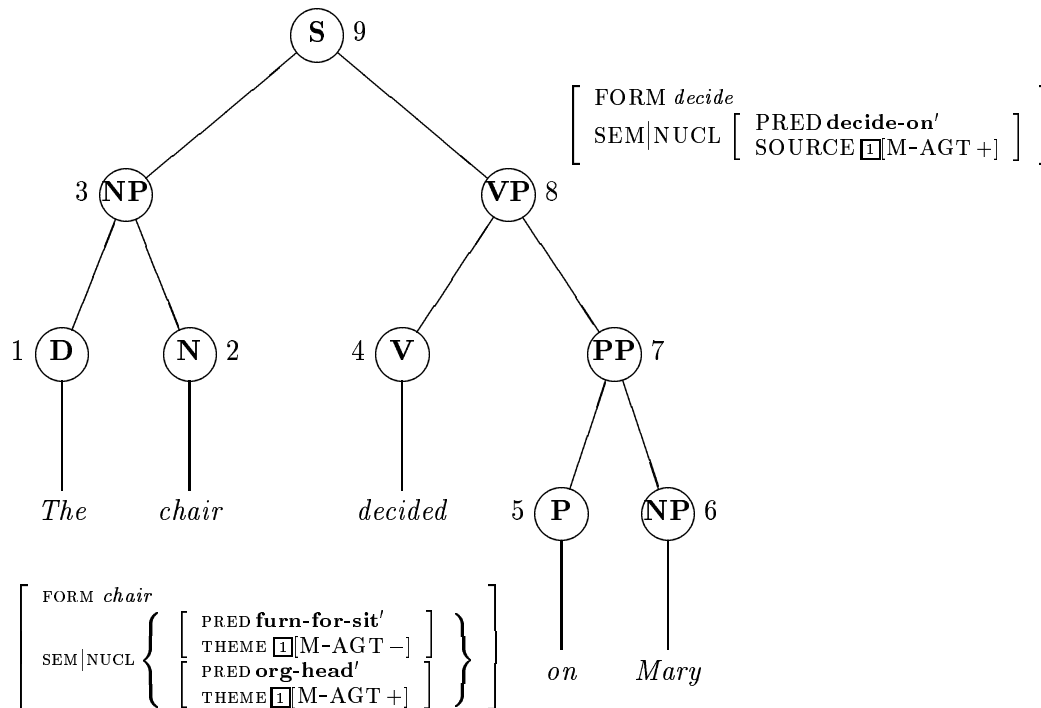 S 9
FORM decide
SEM|NUCL [ PRED decide-on′
SOURCE 1[M-AGT +] ]
3 NP
VP 8
1 D
N 2
4 V
PP 7
The chair decided
5 P
NP 6
FORM chair
SEM|NUCL { [ PRED furn-for-sit′
THEME 1[M-AGT −] ]
[ PRED org-head′
THEME 1[M-AGT +] ] }
on Mary